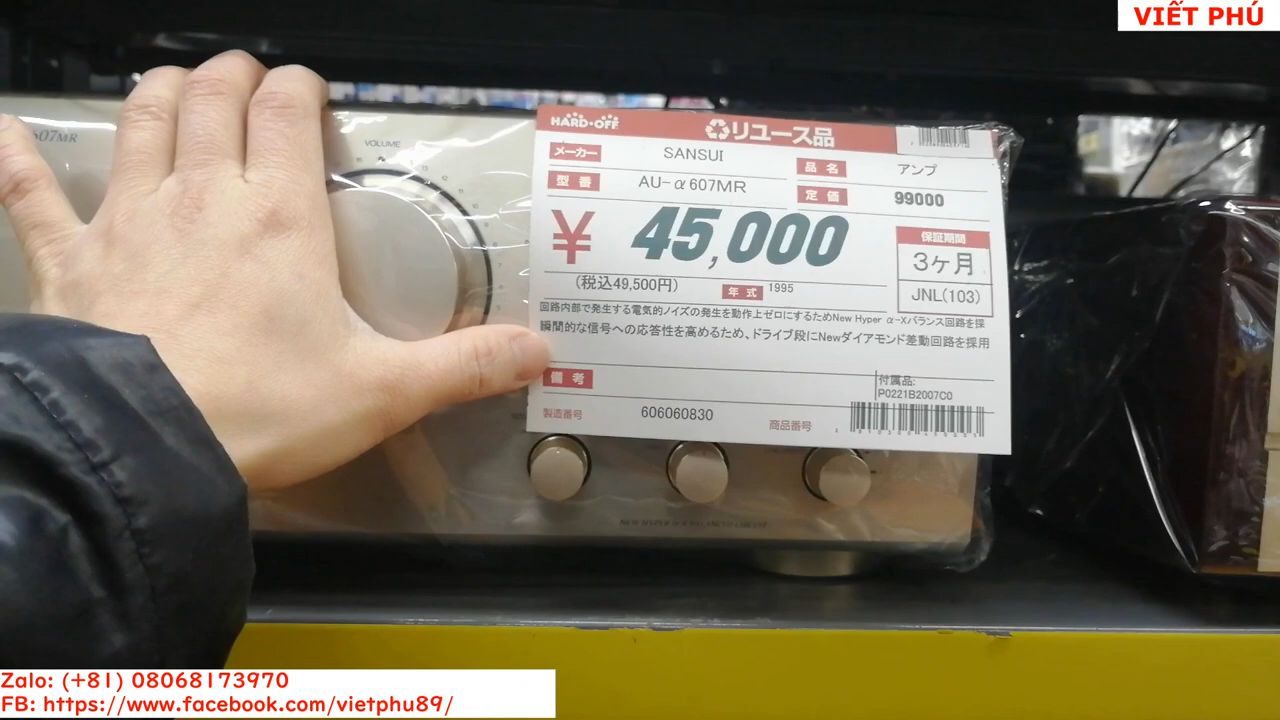 VIẾT PHÚ
607MR
VOLUME
HARD・OFF
リユース品
メーカー SANSUI
品名 アンプ
型番 AU-α607MR
定価 99000
¥45,000
(税込49,500円)
年式 1995
保証期間
3ヶ月
JNL(103)
回路内部で発生する電気的ノイズの発生を動作上ゼロにするためNew Hyper α-Xバランス回路を採
瞬間的な信号への応答性を高めるため、ドライブ段にNewダイアモンド差動回路を採用
備考
付属品:
P0221B2007C0
製造番号 606060830
商品番号
Zalo: (+81) 08068173970
FB: https://www.facebook.com/vietphu89/